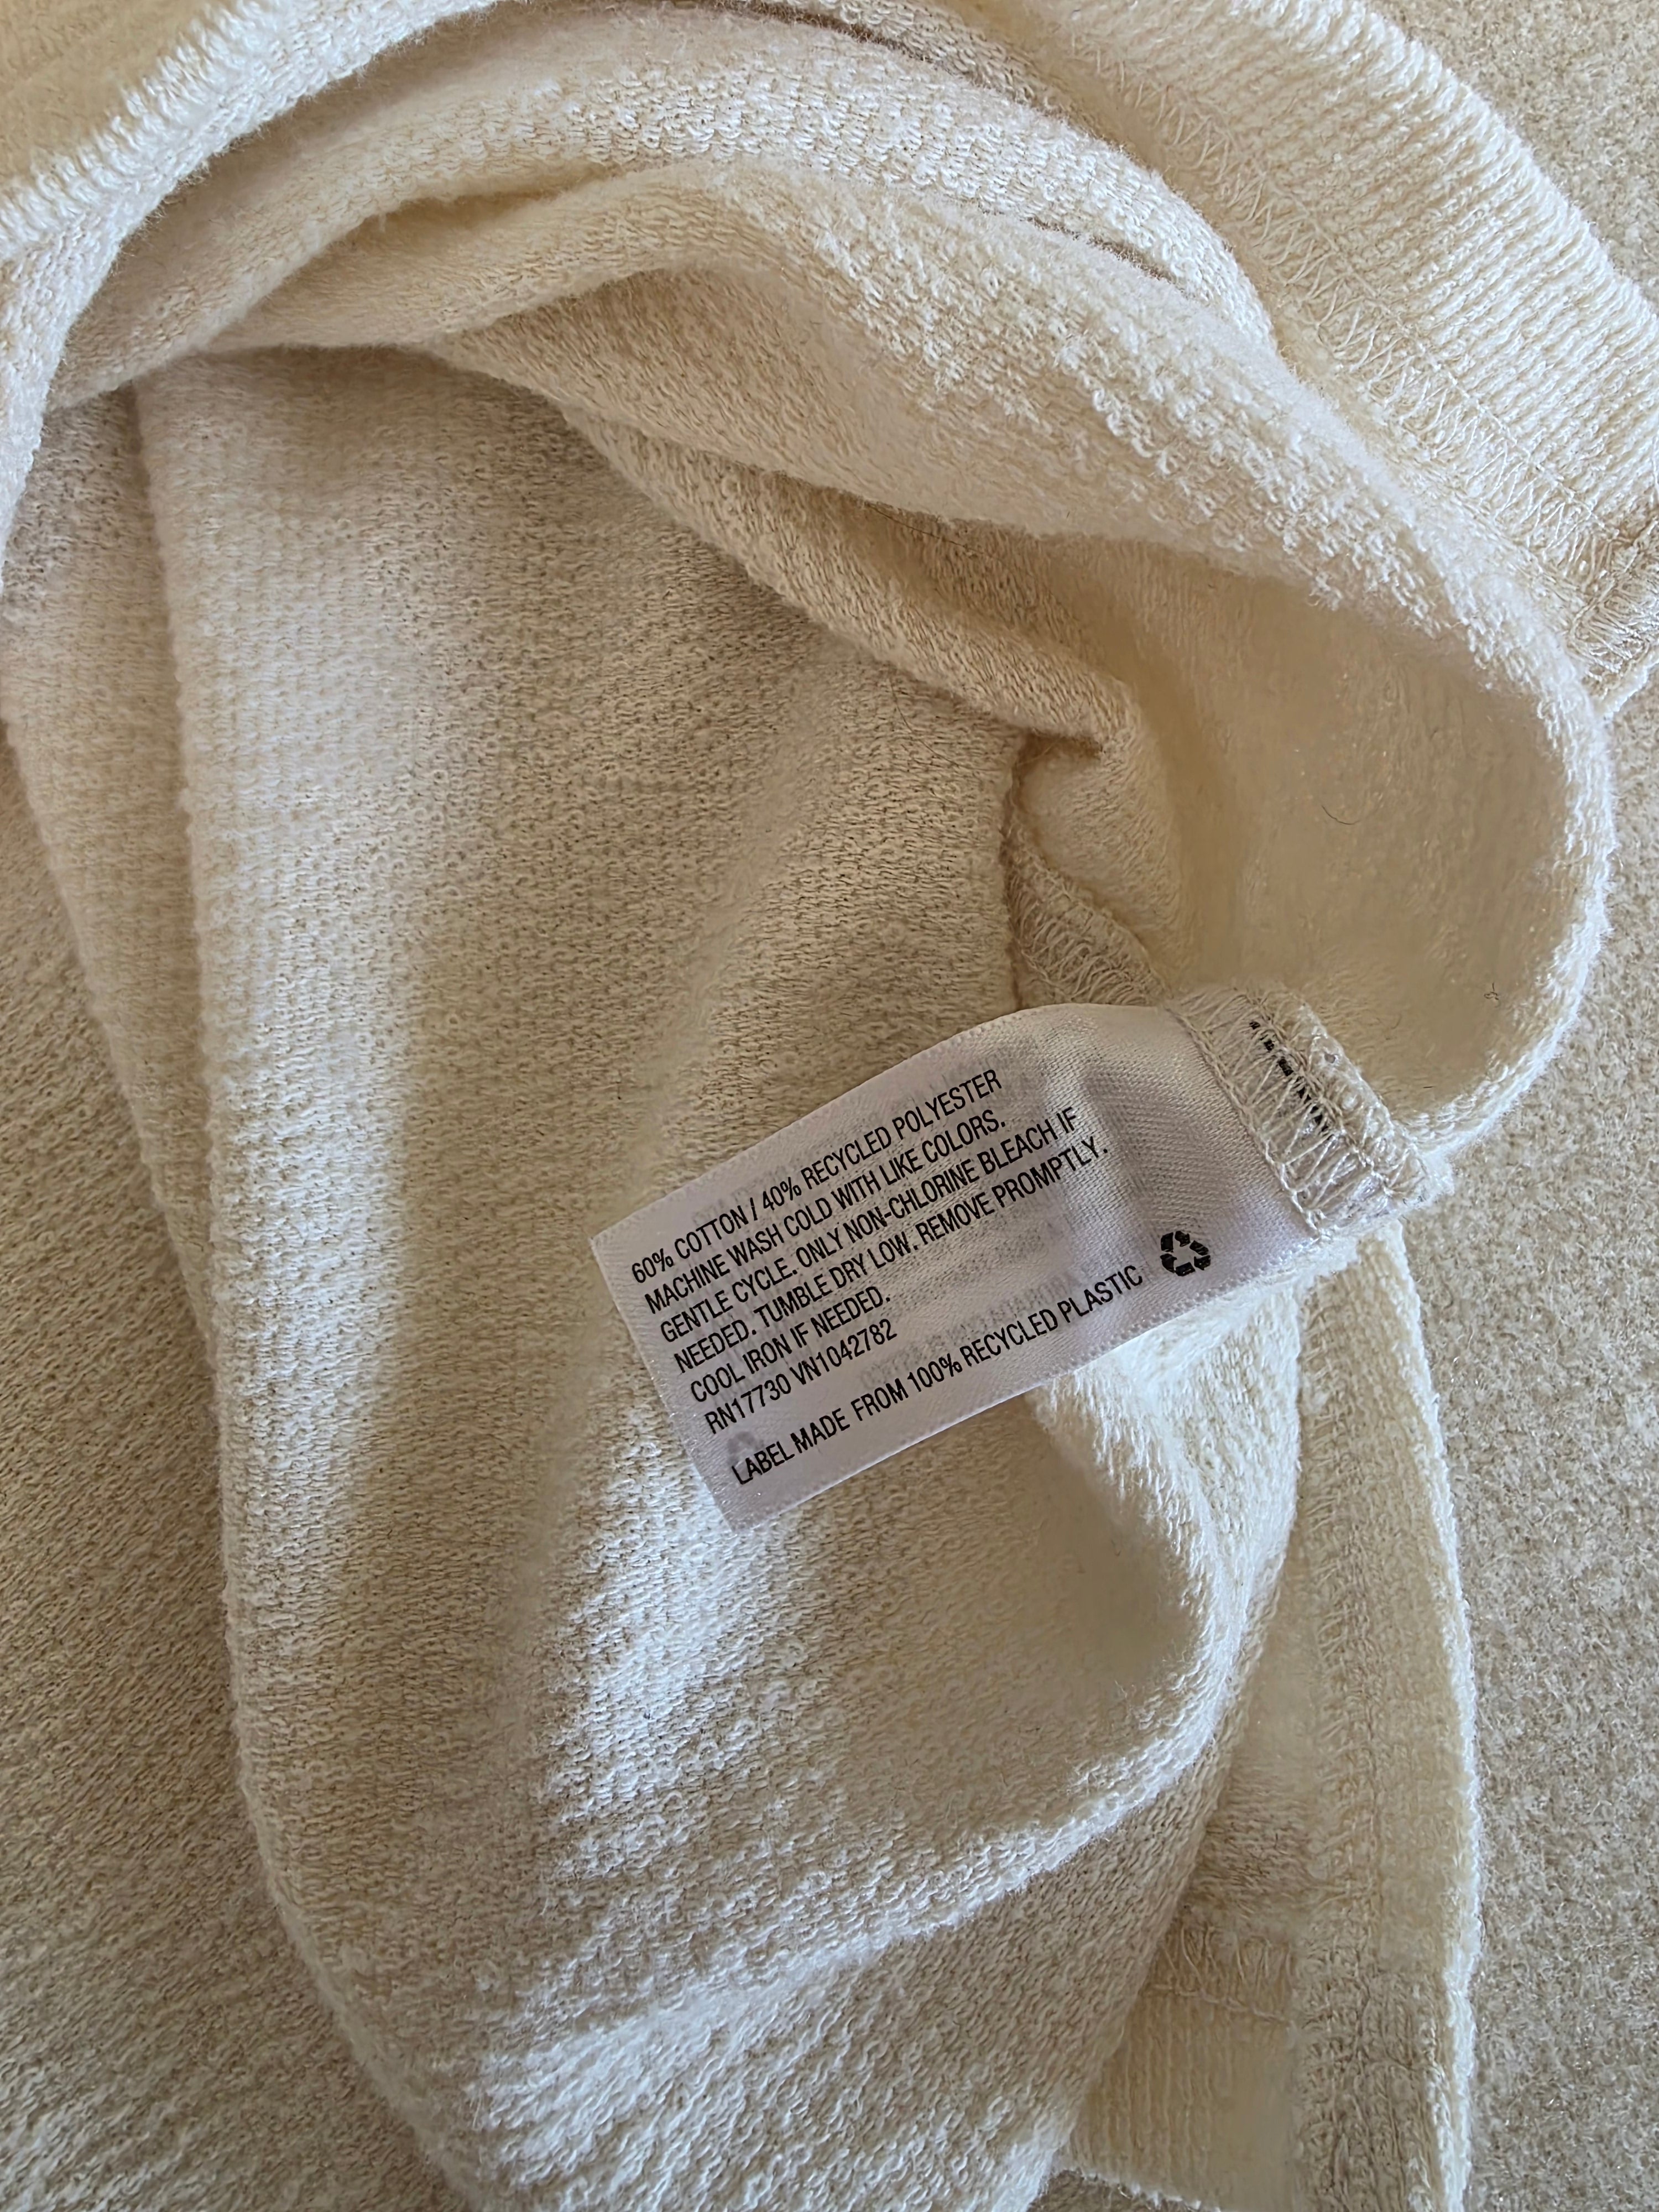 60% COTTON / 40% RECYCLED POLYESTER
MACHINE WASH COLD WITH LIKE COLORS.
GENTLE CYCLE. ONLY NON-CHLORINE BLEACH IF
NEEDED. TUMBLE DRY LOW. REMOVE PROMPTLY.
COOL IRON IF NEEDED.
RN17730 VN1042782
LABEL MADE FROM 100% RECYCLED PLASTIC